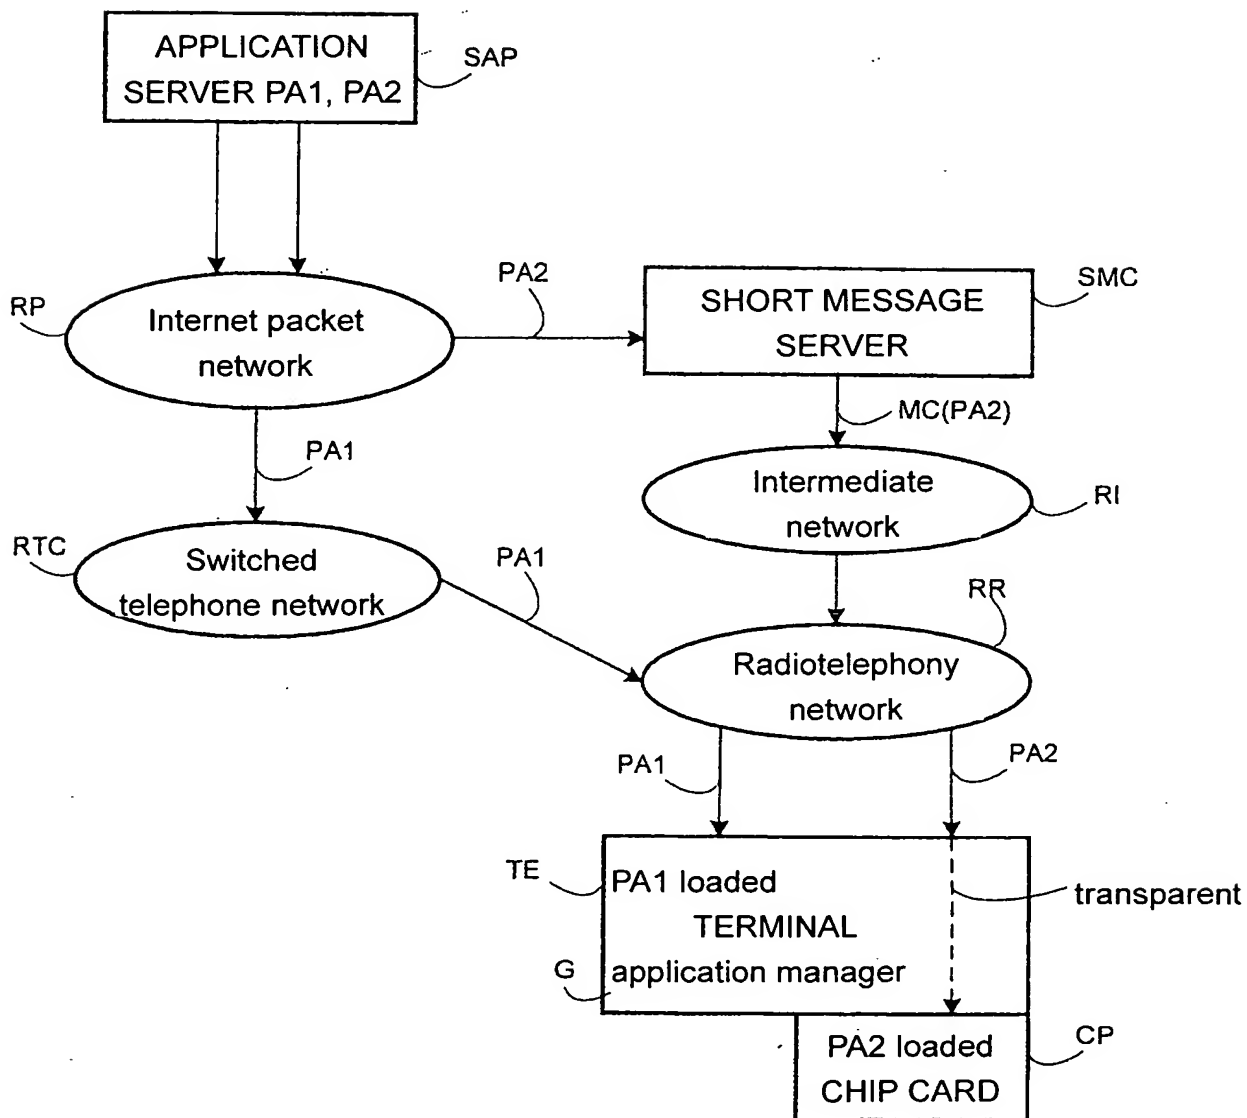 APPLICATION
SERVER PA1, PA2
SAP
RP
Internet packet
network
PA2
SHORT MESSAGE
SERVER
SMC
MC(PA2)
PA1
Intermediate
network
RI
RTC
Switched
telephone network
PA1
RR
Radiotelephony
network
PA1
PA2
TE
PA1 loaded
TERMINAL
transparent
G
application manager
PA2 loaded
CHIP CARD
CP